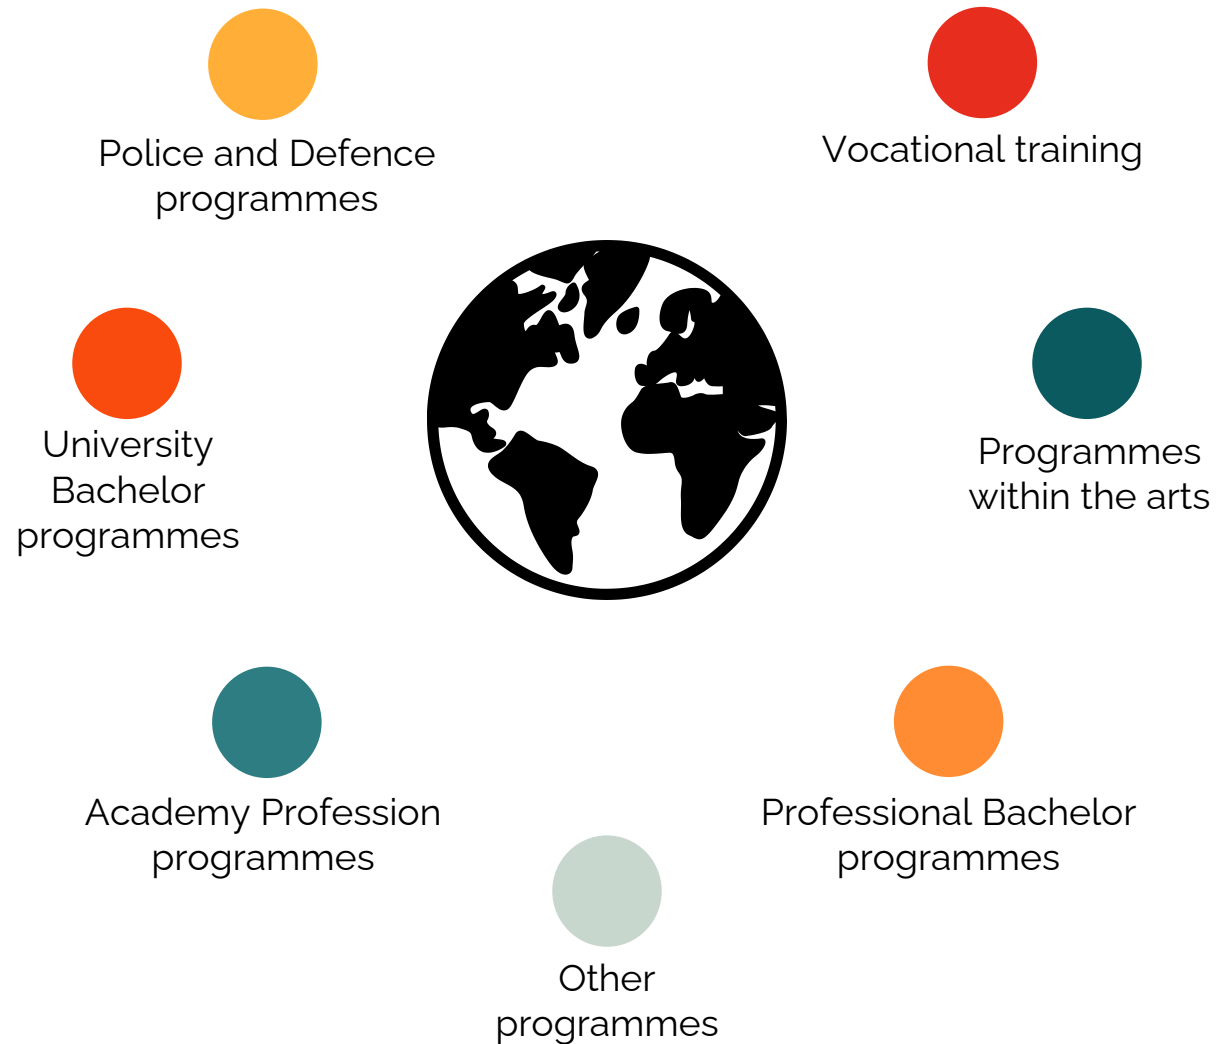 Police and Defence
programmes
Vocational training
University
Bachelor
programmes
Programmes
within the arts
Academy Profession
programmes
Professional Bachelor
programmes
Other
programmes